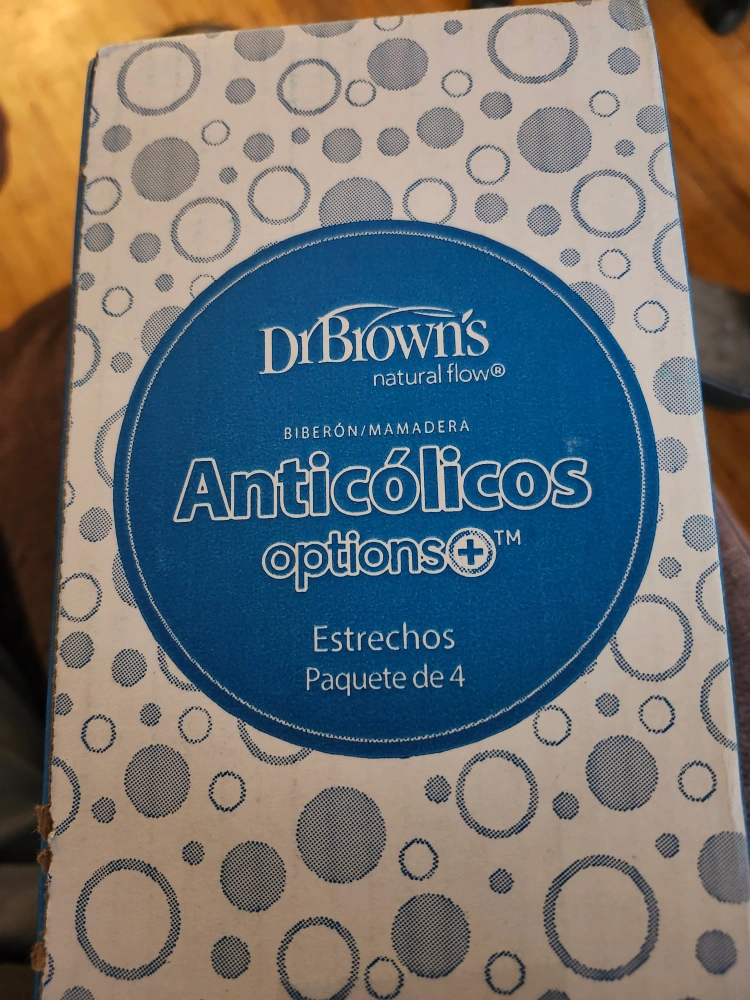 DrBrown's
natural flow®
BIBERÓN/MAMADERA
Anticólicos
options+™
Estrechos
Paquete de 4